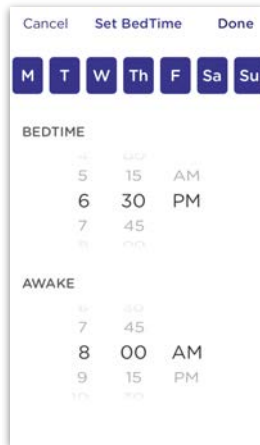 Cancel Set BedTime Done
M T W Th F Sa Su
BEDTIME
5 15 AM
6 30 PM
7 45
AWAKE
7 45
8 00 AM
9 15 PM